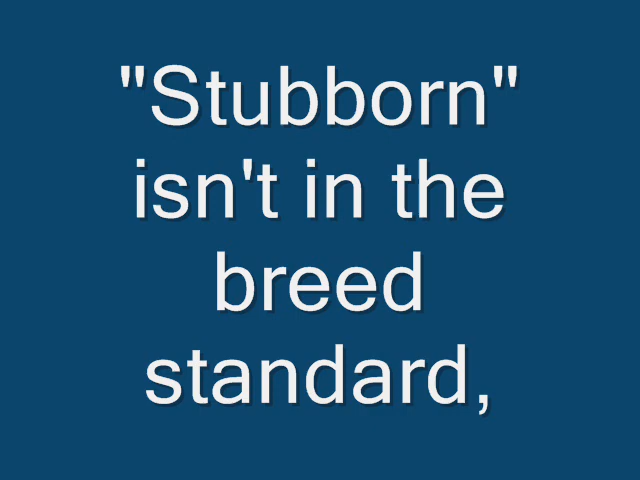 "Stubborn"
isn't in the
breed
standard,